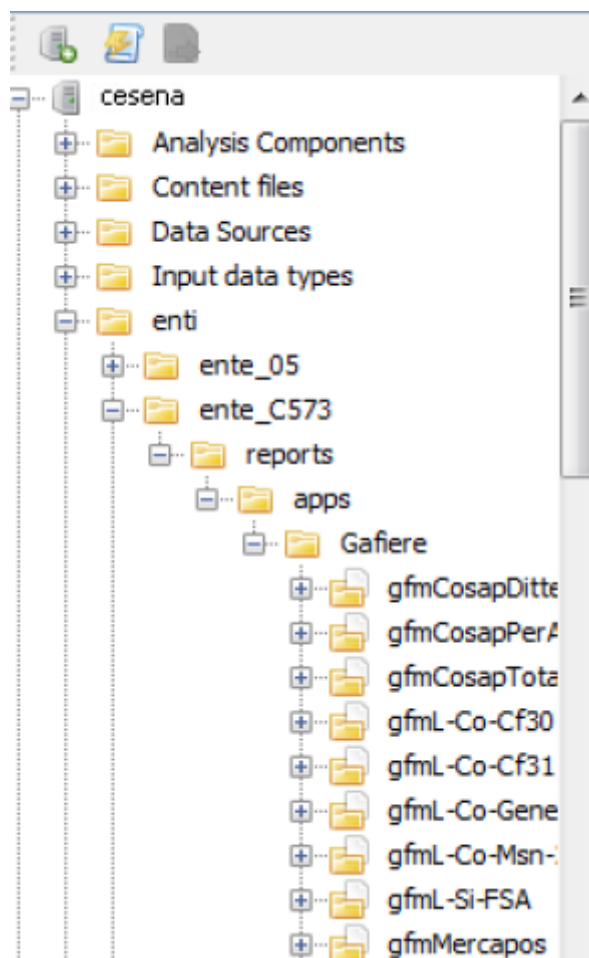 cesena
Analysis Components
Content files
Data Sources
Input data types
enti
ente_05
ente_C573
reports
apps
Gafiere
gfmCosapDitte
gfmCosapPerA
gfmCosapTota
gfmL-Co-Cf30
gfmL-Co-Cf31
gfmL-Co-Gene
gfmL-Co-Msn-
gfmL-Si-FSA
gfmMercapos